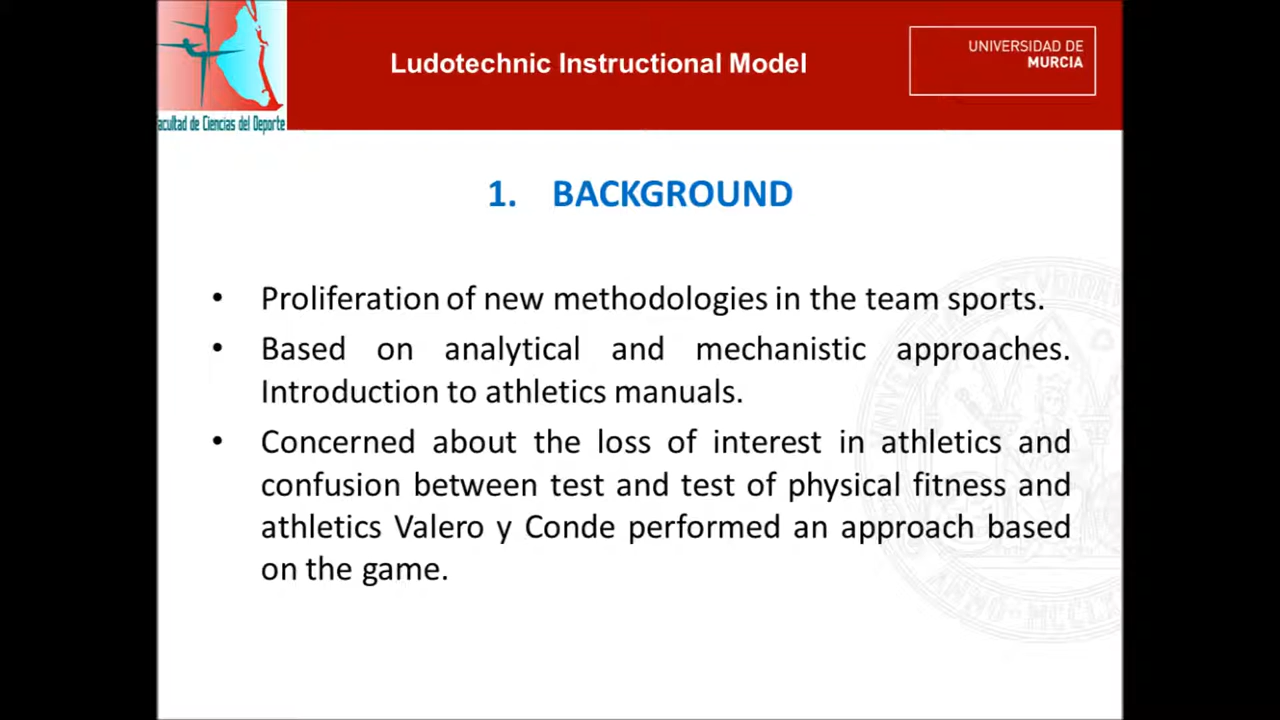 Ludotechnic Instructional Model
UNIVERSIDAD DE
MURCIA
acultad de Ciencias del Deporte
1. BACKGROUND
• Proliferation of new methodologies in the team sports.
• Based on analytical and mechanistic approaches.
Introduction to athletics manuals.
• Concerned about the loss of interest in athletics and
confusion between test and test of physical fitness and
athletics Valero y Conde performed an approach based
on the game.